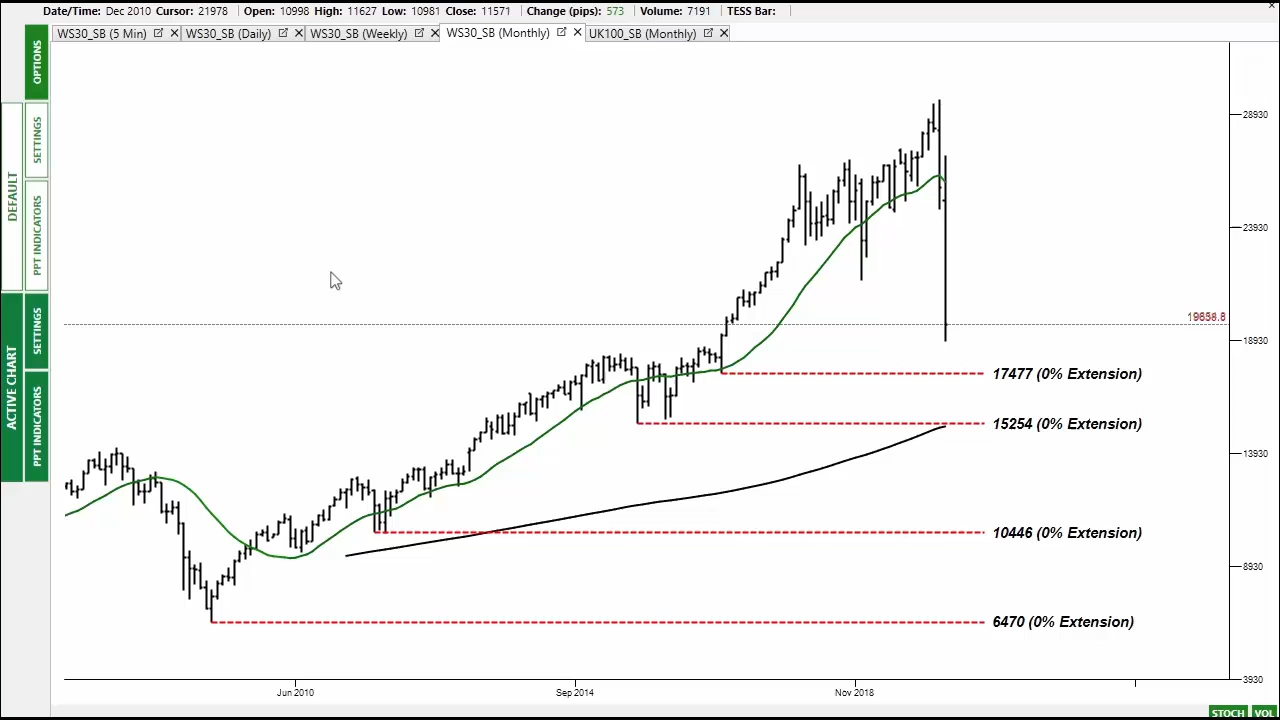 Date/Time: Dec 2010 Cursor: 21978 Open: 10998 High: 11627 Low: 10981 Close: 11571 Change (pips): 573 Volume: 7191 TESS Bar:
WS30_SB (5 Min) WS30_SB (Daily) WS30_SB (Weekly) WS30_SB (Monthly) UK100_SB (Monthly)
OPTIONS
DEFAULT
SETTINGS
PPT INDICATORS
ACTIVE CHART
SETTINGS
PPT INDICATORS
28930
23930
18930
17477 (0% Extension)
15254 (0% Extension)
13930
10446 (0% Extension)
8930
6470 (0% Extension)
3930
Jun 2010 Sep 2014 Nov 2018
STOCH VOL